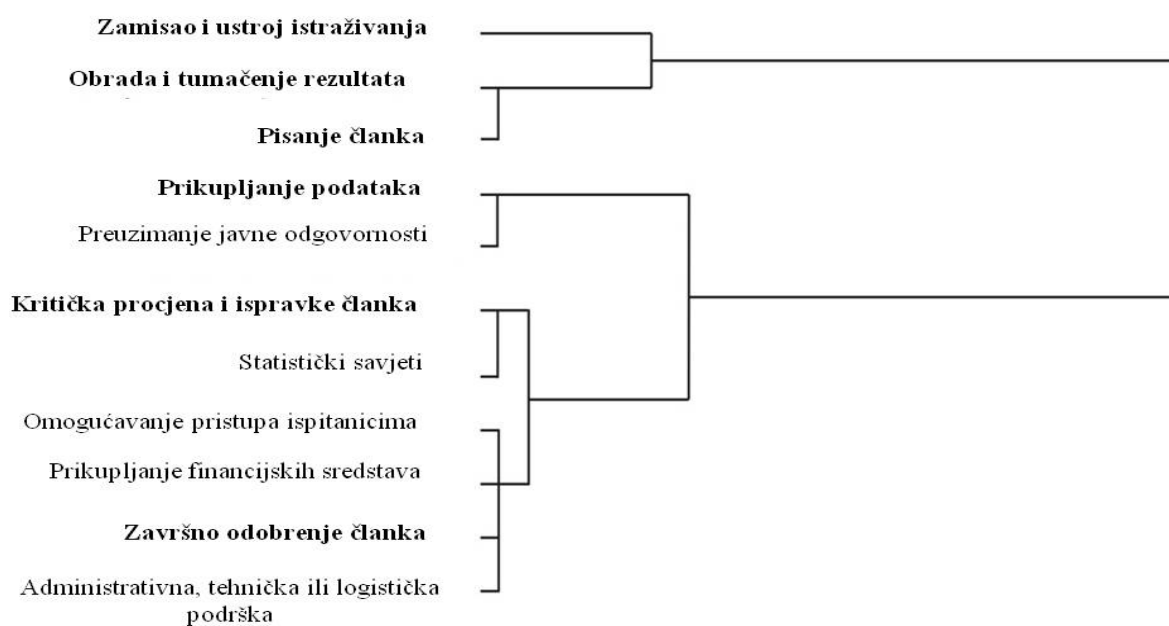 Zamisao i ustroj istraživanja
Obrada i tumačenje rezultata
Pisanje članka
Prikupljanje podataka
Preuzimanje javne odgovornosti
Kritička procjena i ispravke članka
Statistički savjeti
Omogućavanje pristupa ispitanicima
Prikupljanje financijskih sredstava
Završno odobrenje članka
Administrativna, tehnička ili logistička
podrška